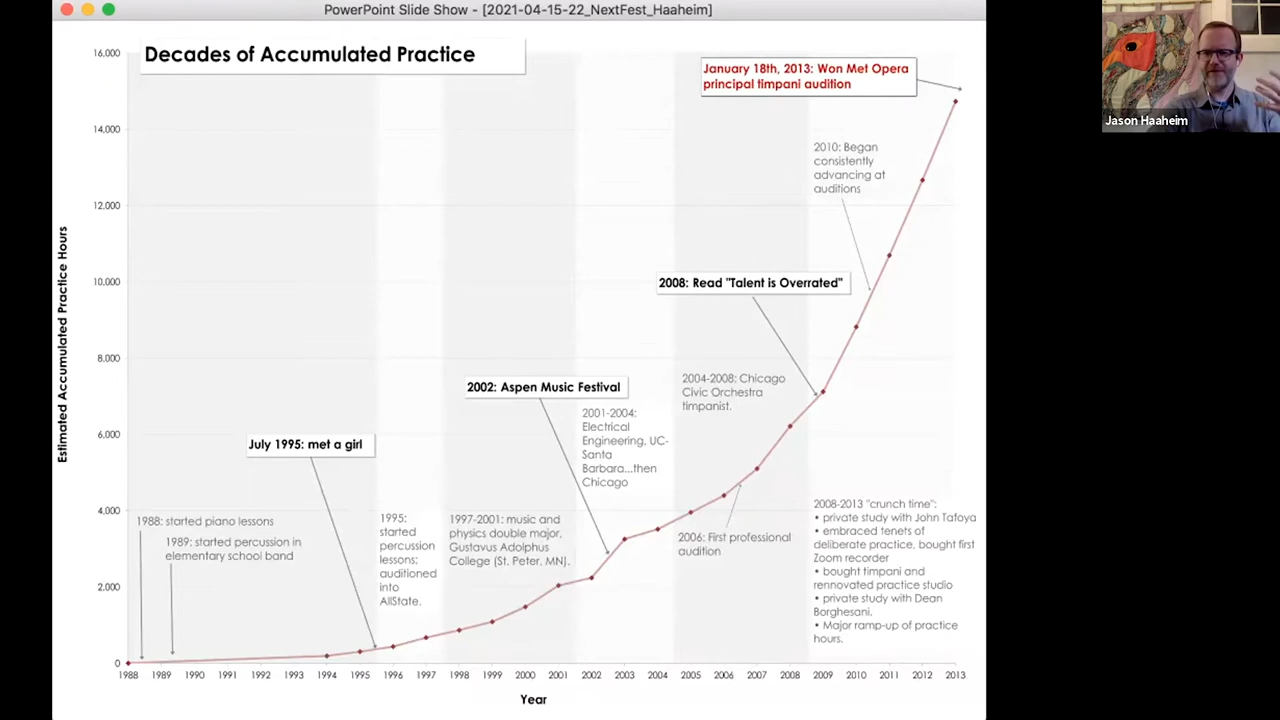 PowerPoint Slide Show - [2021-04-15-22_NextFest_Haaheim]
Decades of Accumulated Practice
Jason Haaheim
Estimated Accumulated Practice Hours
16,000
14,000
12,000
10,000
8,000
6,000
4,000
2,000
0
January 18th, 2013: Won Met Opera
principal timpani audition
2010: Began
consistently
advancing at
auditions
2008: Read "Talent is Overrated"
2004-2008: Chicago
Civic Orchestra
timpanist.
2002: Aspen Music Festival
2001-2004:
Electrical
Engineering, UC-
Santa
Barbara...then
Chicago
July 1995: met a girl
1988: started piano lessons
1989: started percussion in
elementary school band
1995:
started
percussion
lessons;
auditioned
into
AllState.
1997-2001: music and
physics double major,
Gustavus Adolphus
College (St. Peter, MN).
2006: First professional
audition
2008-2013 "crunch time":
• private study with John Tafoya
• embraced tenets of
deliberate practice, bought first
Zoom recorder
• bought timpani and
rennovated practice studio
• private study with Dean
Borghesani.
• Major ramp-up of practice
hours.
1988 1989 1990 1991 1992 1993 1994 1995 1996 1997 1998 1999 2000 2001 2002 2003 2004 2005 2006 2007 2008 2009 2010 2011 2012 2013
Year